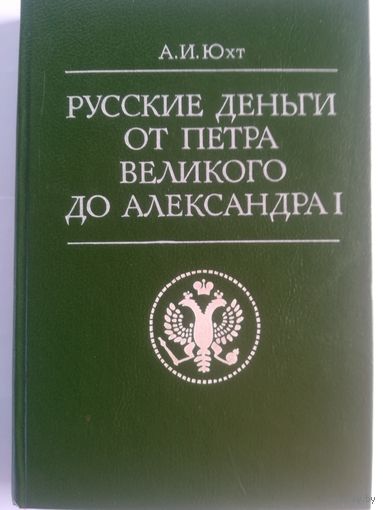 А.И.Юхт
РУССКИЕ ДЕНЬГИ
ОТ ПЕТРА
ВЕЛИКОГО
ДО АЛЕКСАНДРА I